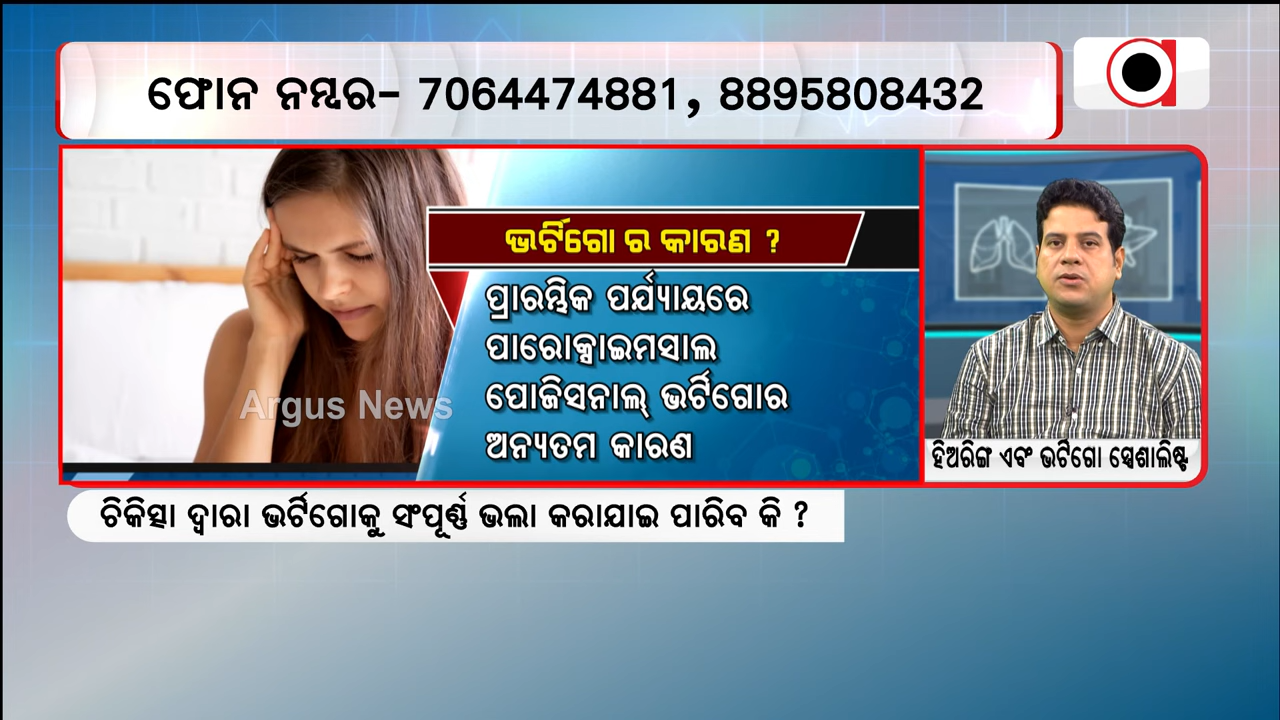 ଫୋନ ନମ୍ବର- 7064474881, 8895808432
ଭର୍ଟିଗୋ ର କାରଣ ?
ପ୍ରାରମ୍ଭିକ ପର୍ଯ୍ୟାୟରେ
ପାରୋକ୍ସାଇମସାଲ
ପୋଜିସନାଲ୍ ଭର୍ଟିଗୋର
ଅନ୍ୟତମ କାରଣ
Argus News
ହିଅରିଙ୍ଗ ଏବଂ ଭର୍ଟିଗୋ ସ୍ପେଶାଲିଷ୍ଟ
ଚିକିତ୍ସା ଦ୍ୱାରା ଭର୍ଟିଗୋକୁ ସଂପୂର୍ଣ୍ଣ ଭଲା କରାଯାଇ ପାରିବ କି ?